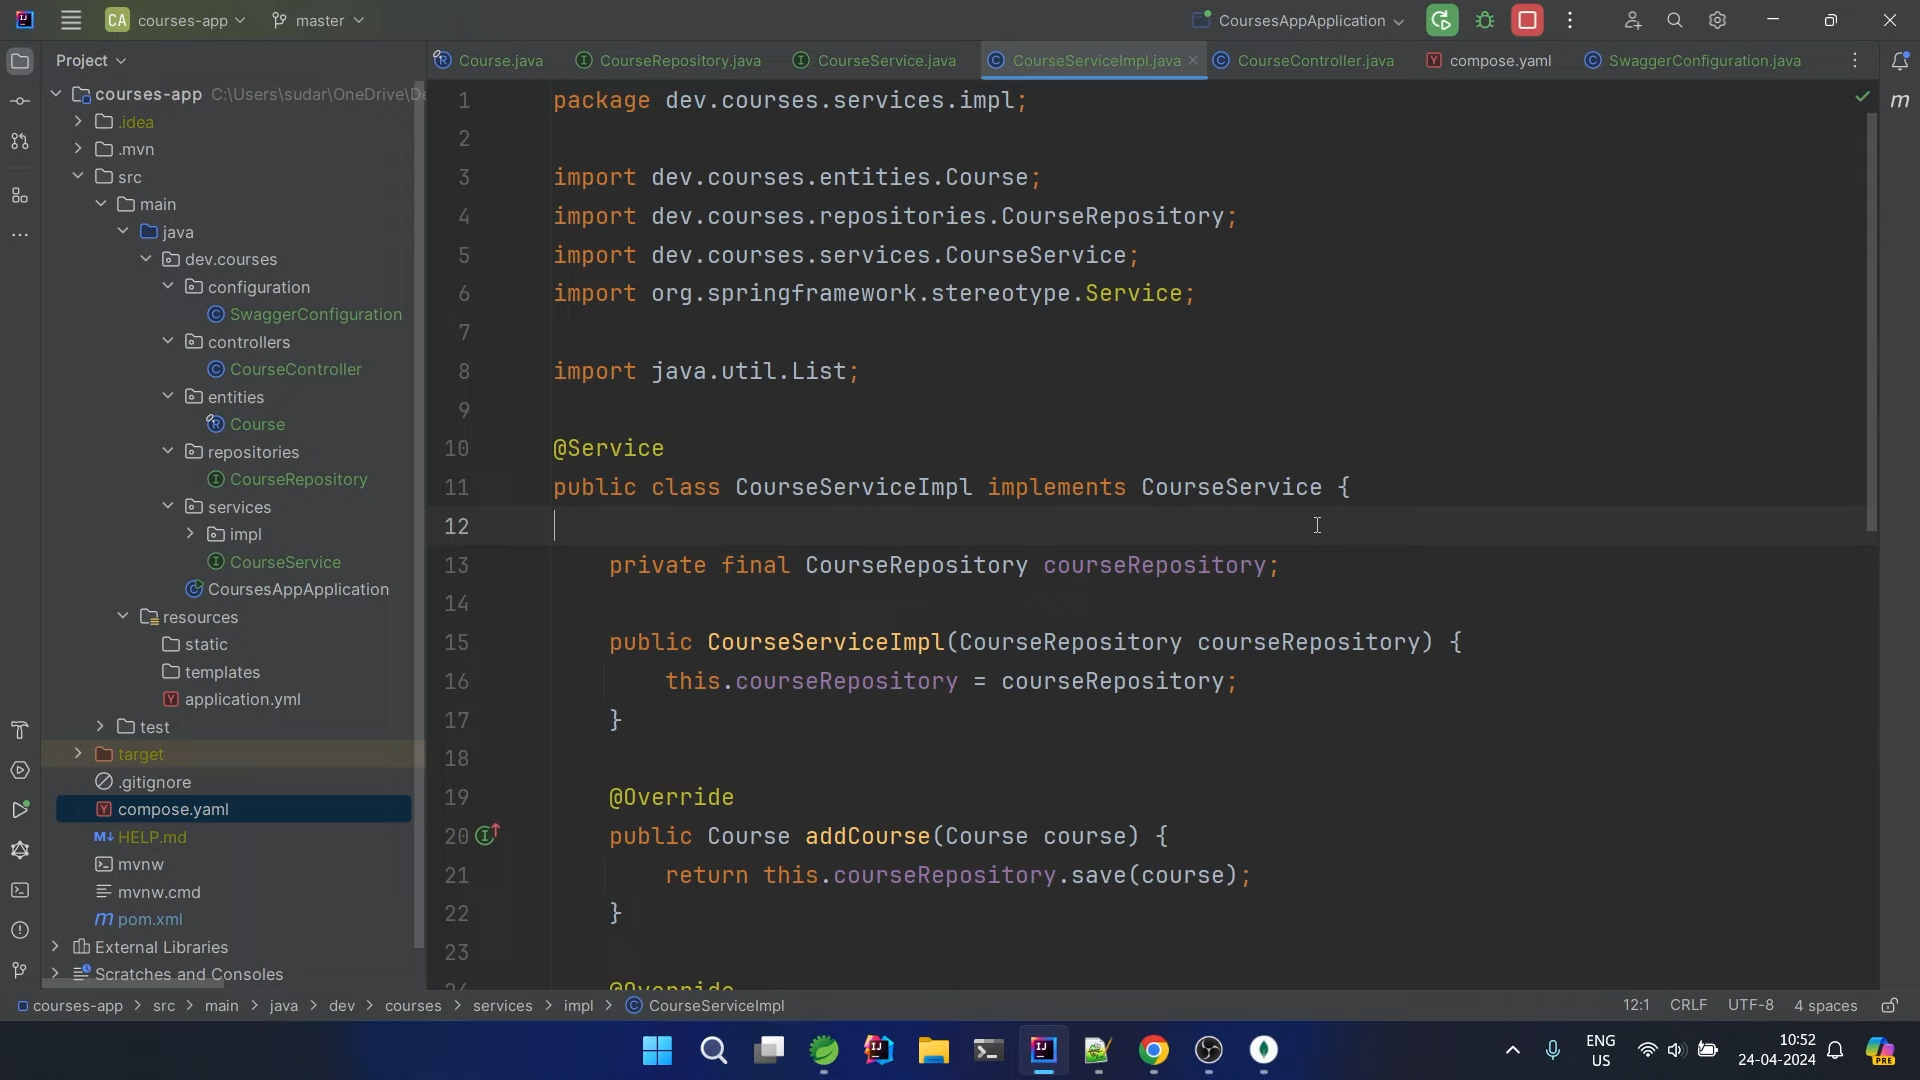 CA courses-app master CoursesAppApplication
Project
Course.java CourseRepository.java CourseService.java CourseServiceImpl.java CourseController.java compose.yaml SwaggerConfiguration.java
courses-app C:\Users\sudar\OneDrive\De
.idea
.mvn
src
main
java
dev.courses
configuration
SwaggerConfiguration
controllers
CourseController
entities
Course
repositories
CourseRepository
services
impl
CourseService
CoursesAppApplication
resources
static
templates
application.yml
test
target
.gitignore
compose.yaml
M↓ HELP.md
mvnw
mvnw.cmd
m pom.xml
External Libraries
Scratches and Consoles
1 package dev.courses.services.impl;
2
3 import dev.courses.entities.Course;
4 import dev.courses.repositories.CourseRepository;
5 import dev.courses.services.CourseService;
6 import org.springframework.stereotype.Service;
7
8 import java.util.List;
9
10 @Service
11 public class CourseServiceImpl implements CourseService {
12
13 private final CourseRepository courseRepository;
14
15 public CourseServiceImpl(CourseRepository courseRepository) {
16 this.courseRepository = courseRepository;
17 }
18
19 @Override
20 public Course addCourse(Course course) {
21 return this.courseRepository.save(course);
22 }
23
24 @Override
m
courses-app > src > main > java > dev > courses > services > impl > CourseServiceImpl
12:1 CRLF UTF-8 4 spaces
ENG
US
10:52
24-04-2024
PRE